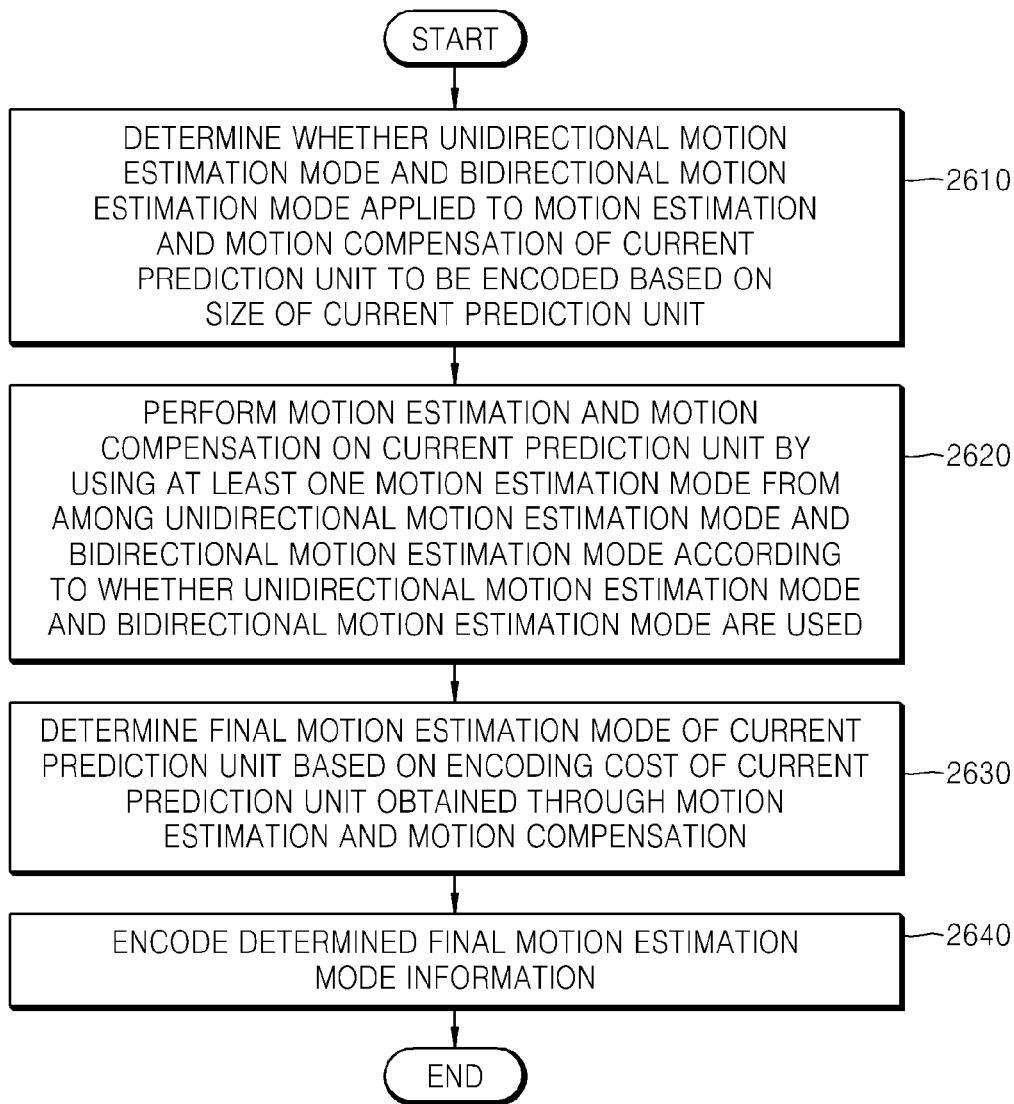 START
DETERMINE WHETHER UNIDIRECTIONAL MOTION
ESTIMATION MODE AND BIDIRECTIONAL MOTION
ESTIMATION MODE APPLIED TO MOTION ESTIMATION
AND MOTION COMPENSATION OF CURRENT
PREDICTION UNIT TO BE ENCODED BASED ON
SIZE OF CURRENT PREDICTION UNIT
2610
PERFORM MOTION ESTIMATION AND MOTION
COMPENSATION ON CURRENT PREDICTION UNIT BY
USING AT LEAST ONE MOTION ESTIMATION MODE FROM
AMONG UNIDIRECTIONAL MOTION ESTIMATION MODE AND
BIDIRECTIONAL MOTION ESTIMATION MODE ACCORDING
TO WHETHER UNIDIRECTIONAL MOTION ESTIMATION MODE
AND BIDIRECTIONAL MOTION ESTIMATION MODE ARE USED
2620
DETERMINE FINAL MOTION ESTIMATION MODE OF CURRENT
PREDICTION UNIT BASED ON ENCODING COST OF CURRENT
PREDICTION UNIT OBTAINED THROUGH MOTION
ESTIMATION AND MOTION COMPENSATION
2630
ENCODE DETERMINED FINAL MOTION ESTIMATION
MODE INFORMATION
2640
END